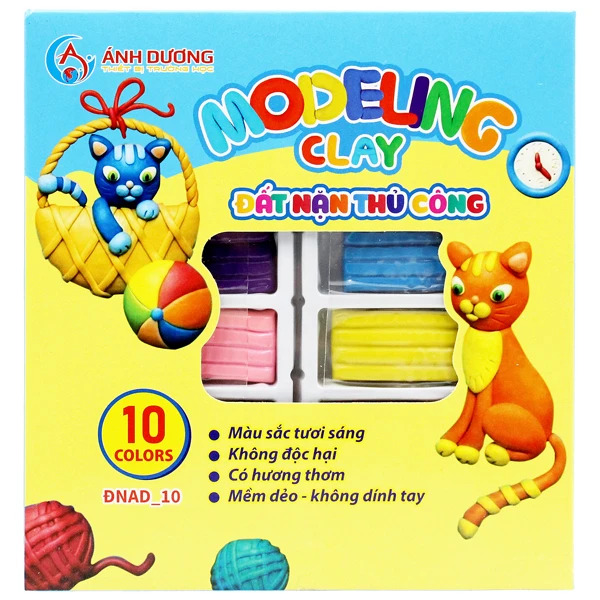 ÁNH DƯƠNG
THIẾT BỊ TRƯỜNG HỌC
MODELING
CLAY
ĐẤT NẶN THỦ CÔNG
10
COLORS
ĐNAD_10
• Màu sắc tươi sáng
• Không độc hại
• Có hương thơm
• Mềm dẻo - không dính tay